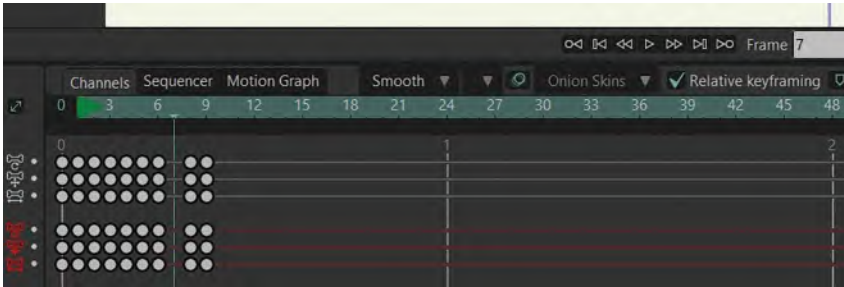 Frame 7
Channels Sequencer Motion Graph Smooth Onion Skins Relative keyframing
0 3 6 9 12 15 18 21 24 27 30 33 36 39 42 45 48
0 1 2